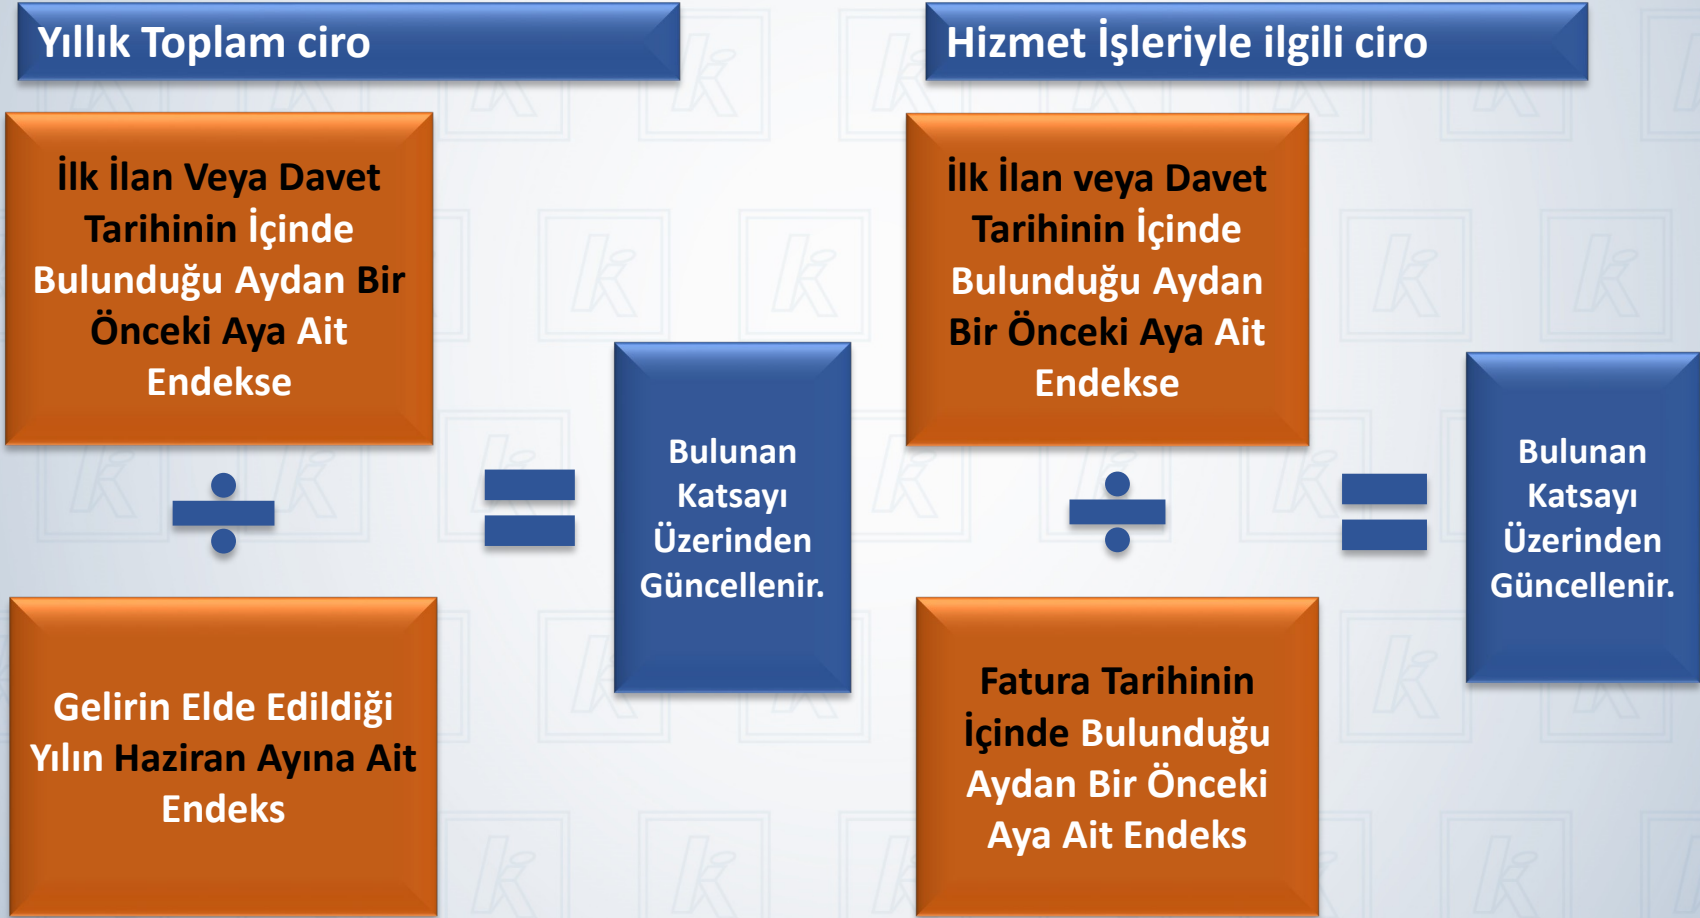 Yıllık Toplam ciro
İlk İlan Veya Davet
Tarihinin İçinde
Bulunduğu Aydan Bir
Önceki Aya Ait
Endekse
Gelirin Elde Edildiği
Yılın Haziran Ayına Ait
Endeks
Bulunan
Katsayı
Üzerinden
Güncellenir.
Hizmet İşleriyle ilgili ciro
İlk İlan veya Davet
Tarihinin İçinde
Bulunduğu Aydan
Bir Önceki Aya Ait
Endekse
Fatura Tarihinin
İçinde Bulunduğu
Aydan Bir Önceki
Aya Ait Endeks
Bulunan
Katsayı
Üzerinden
Güncellenir.